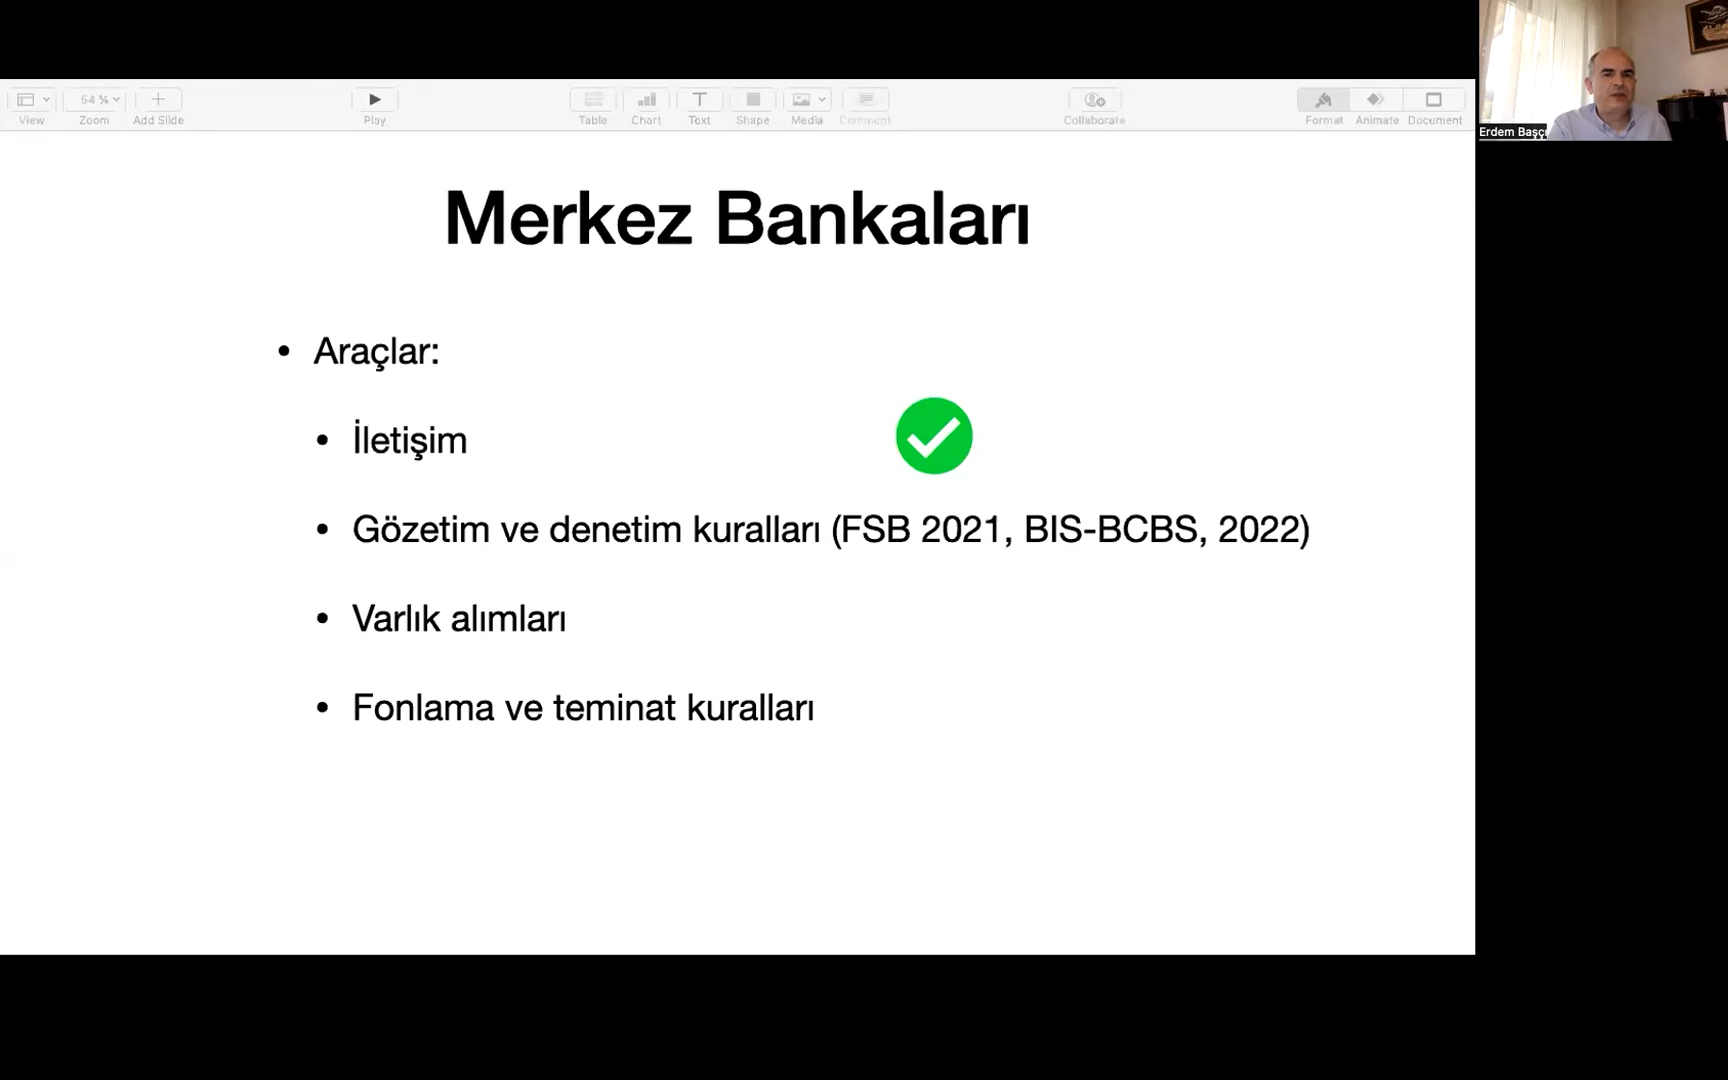 View
54 %
Zoom
Add Slide
Play
Table
Chart
Text
Shape
Media
Comment
Collaborate
Format
Animate
Document
Erdem Başçı
Merkez Bankaları
• Araçlar:
• İletişim
• Gözetim ve denetim kuralları (FSB 2021, BIS-BCBS, 2022)
• Varlık alımları
• Fonlama ve teminat kuralları